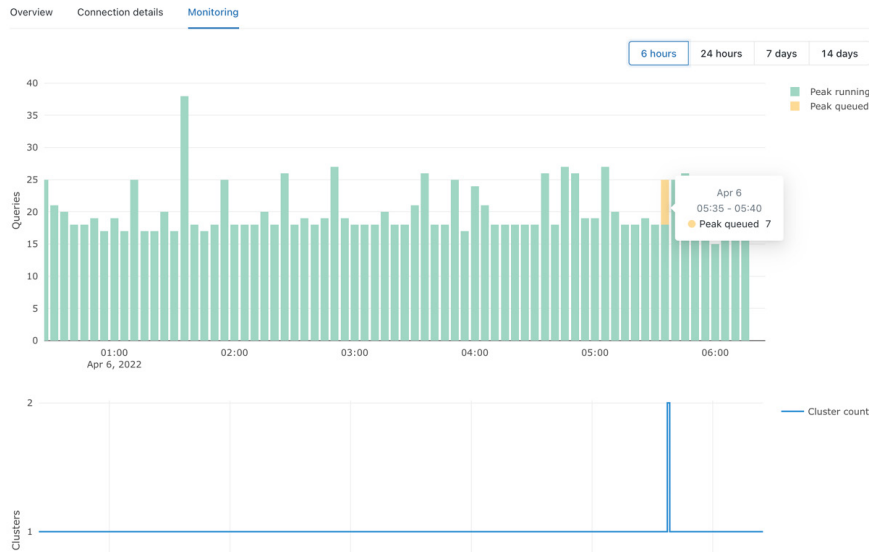 Overview Connection details Monitoring
6 hours 24 hours 7 days 14 days
40
35
30
25
20
15
10
5
0
Queries
Peak running
Peak queued
Apr 6
05:35 - 05:40
Peak queued 7
01:00 02:00 03:00 04:00 05:00 06:00
Apr 6, 2022
2
1
Clusters
Cluster count